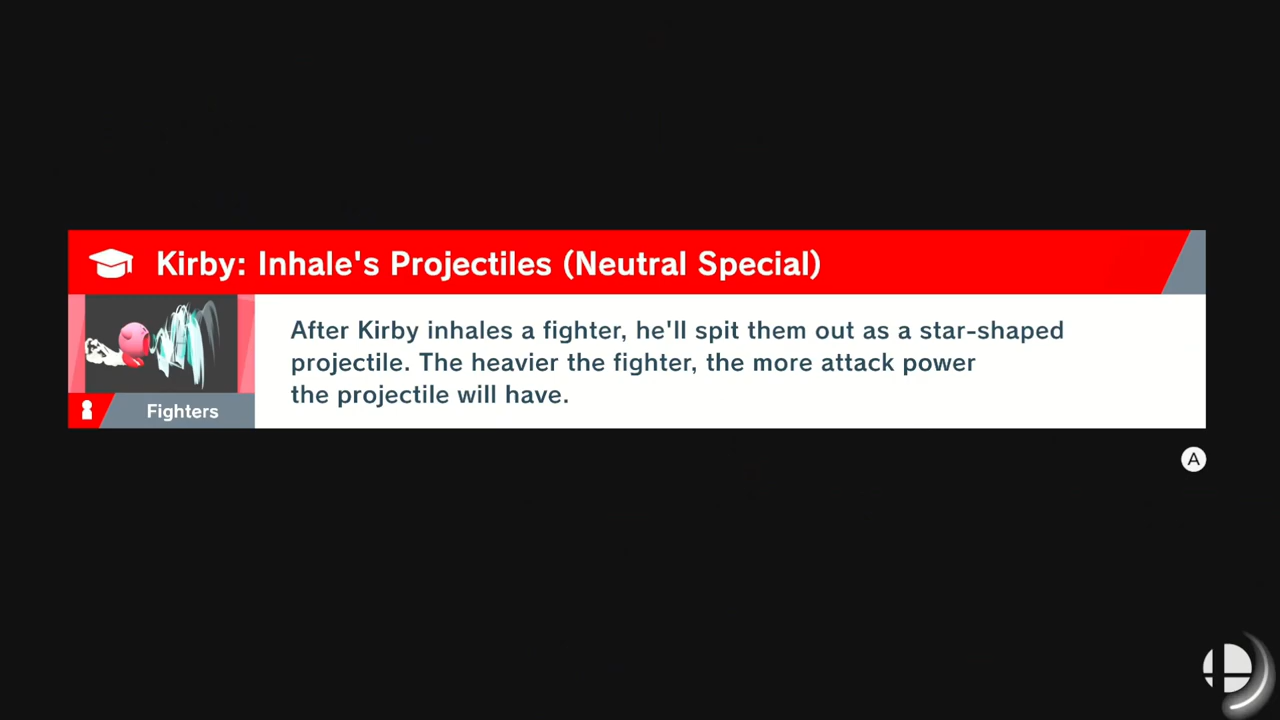 Kirby: Inhale's Projectiles (Neutral Special)
After Kirby inhales a fighter, he'll spit them out as a star-shaped
projectile. The heavier the fighter, the more attack power
the projectile will have.
Fighters
A